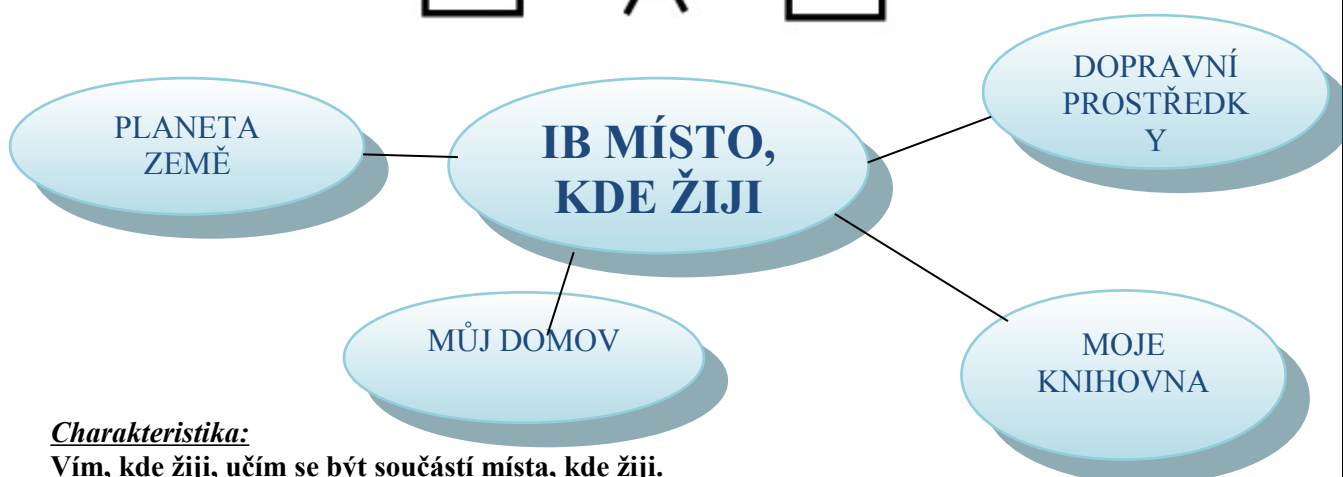 PLANETA
ZEMĚ
IB MÍSTO,
KDE ŽIJI
DOPRAVNÍ
PROSTŘEDK
Y
MŮJ DOMOV
MOJE
KNIHOVNA
Charakteristika:
Vím, kde žiji, učím se být součástí místa, kde žiji.